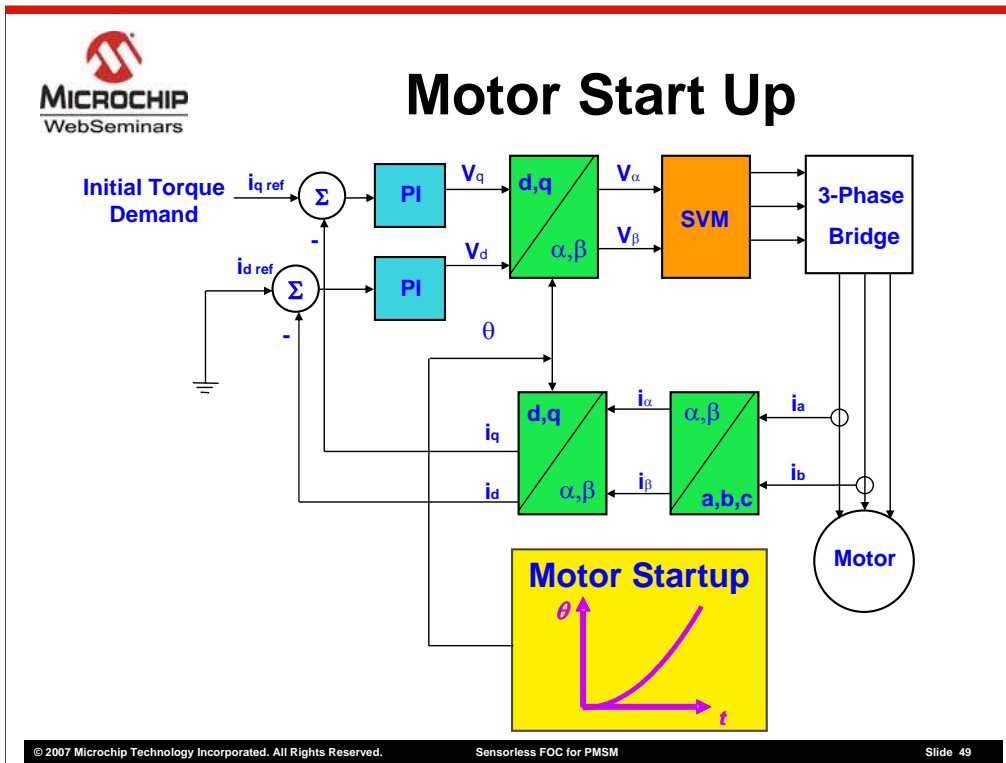 MICROCHIP
WebSeminars
Motor Start Up
Initial Torque
Demand
iq ref
Σ
-
PI
Vq
d,q
α,β
Vα
Vβ
SVM
3-Phase
Bridge
id ref
Σ
-
PI
Vd
θ
d,q
α,β
iq
id
iα
iβ
α,β
a,b,c
ia
ib
Motor
Motor Startup
θ
t
© 2007 Microchip Technology Incorporated. All Rights Reserved. Sensorless FOC for PMSM Slide 49